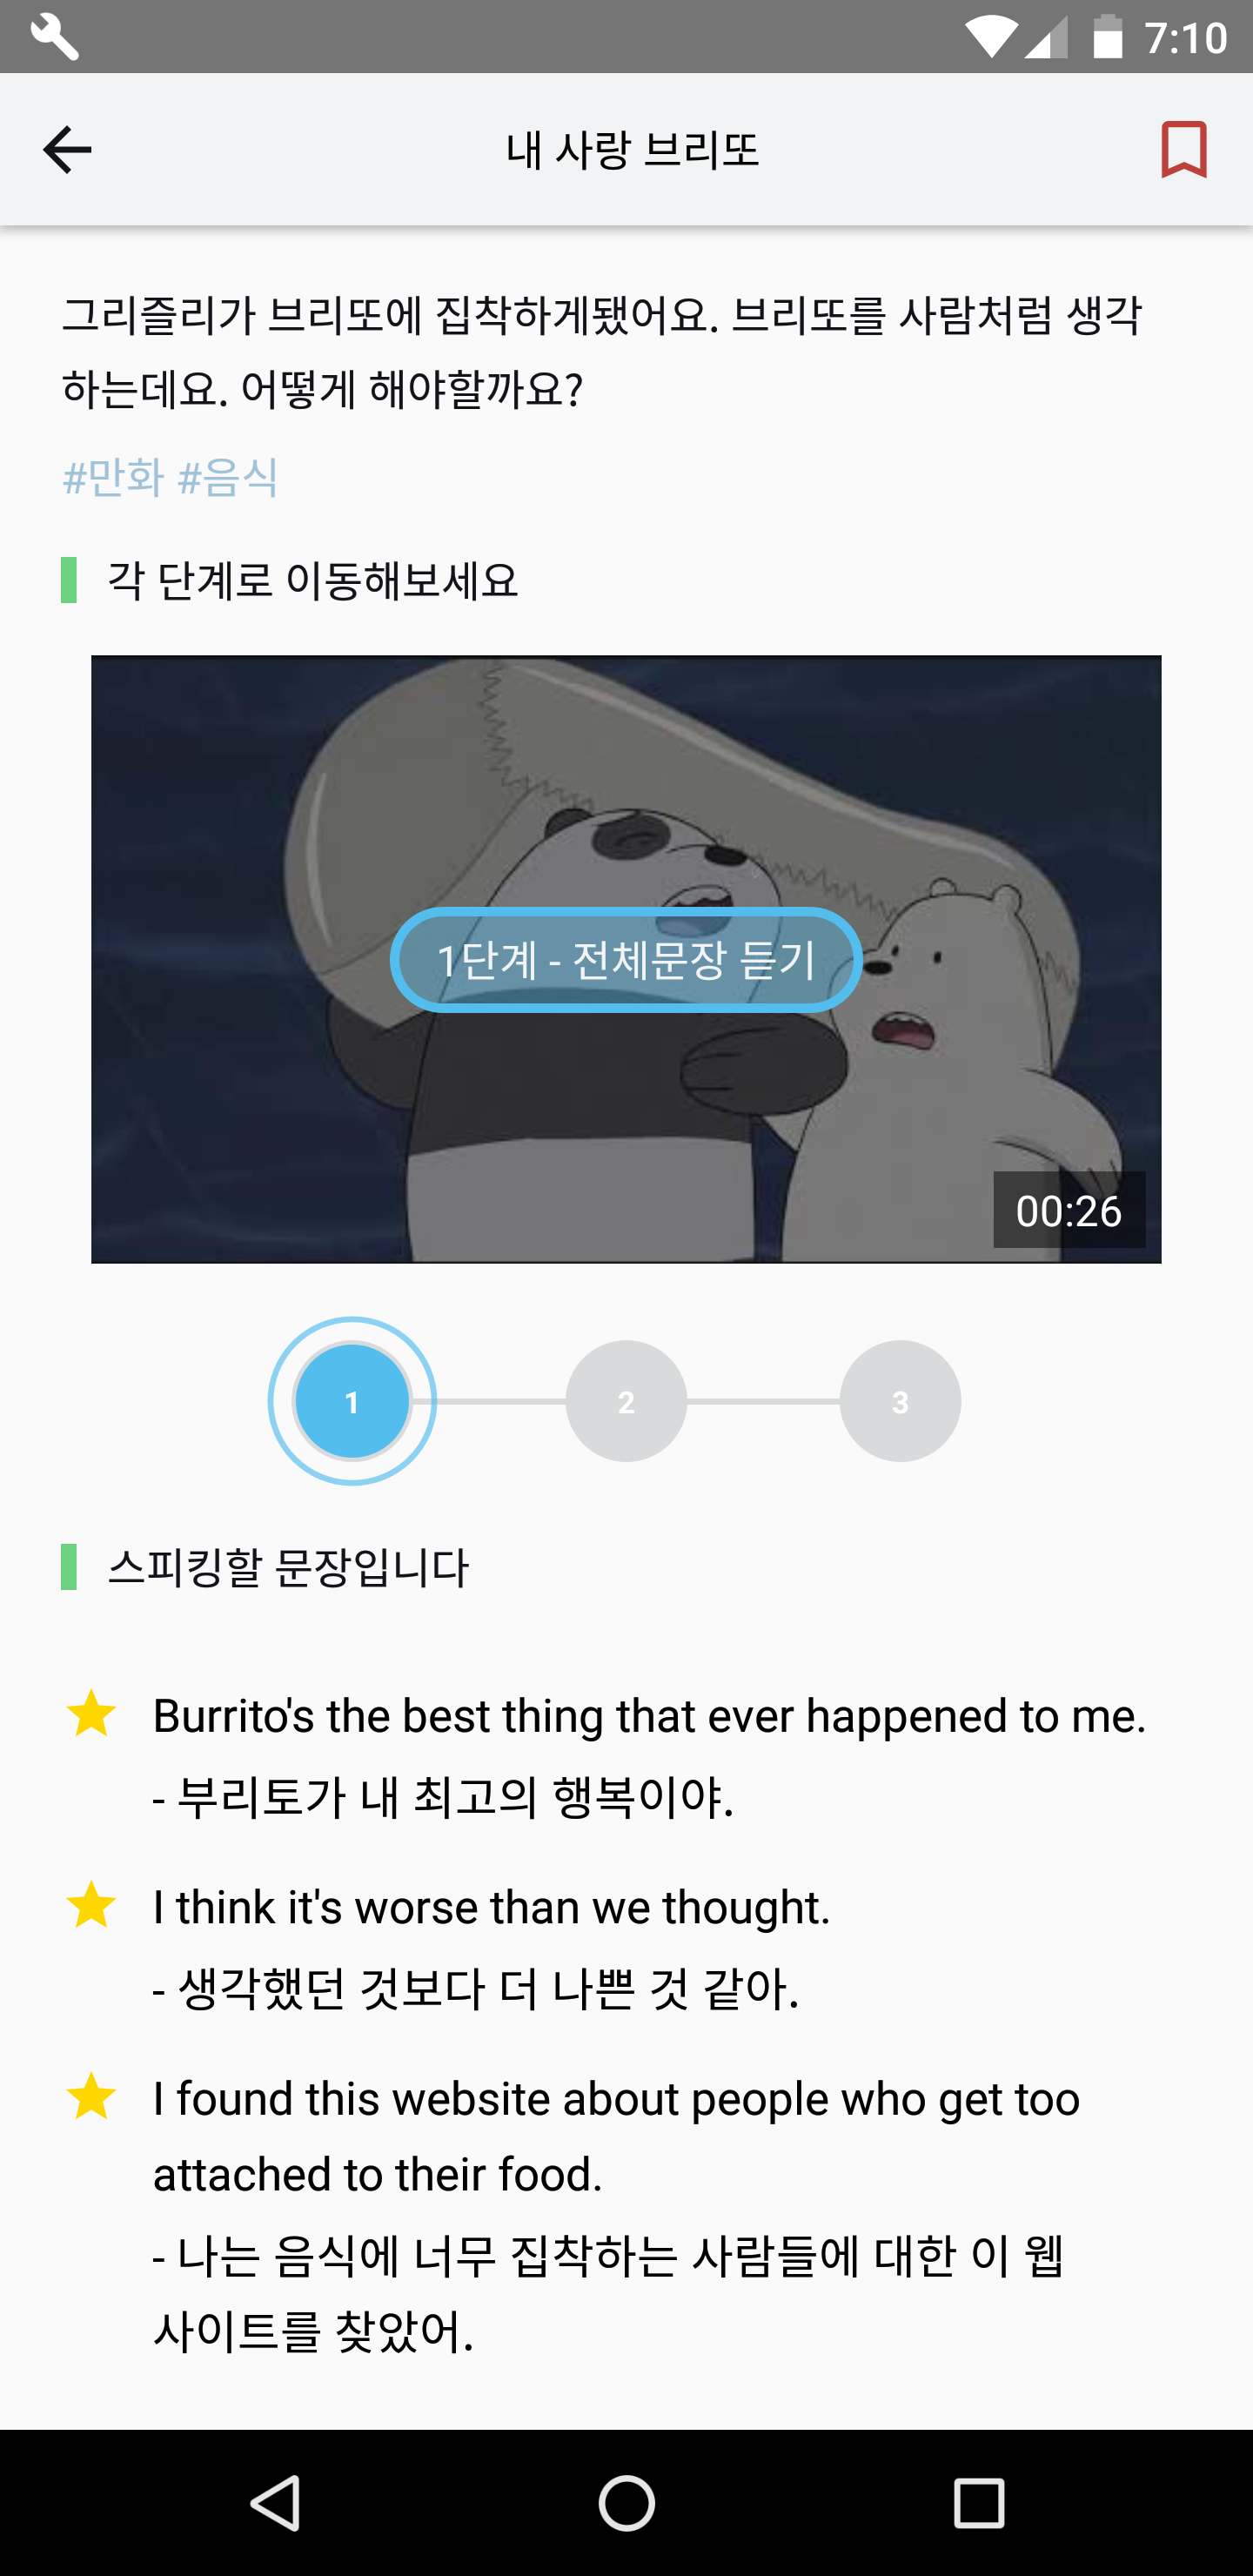 7:10
내 사랑 브리또
그리즐리가 브리또에 집착하게됐어요. 브리또를 사람처럼 생각
하는데요. 어떻게 해야할까요?
#만화 #음식
각 단계로 이동해보세요
1단계 - 전체문장 듣기
00:26
1 2 3
스피킹할 문장입니다
Burrito's the best thing that ever happened to me.
- 부리토가 내 최고의 행복이야.
I think it's worse than we thought.
- 생각했던 것보다 더 나쁜 것 같아.
I found this website about people who get too
attached to their food.
- 나는 음식에 너무 집착하는 사람들에 대한 이 웹
사이트를 찾았어.